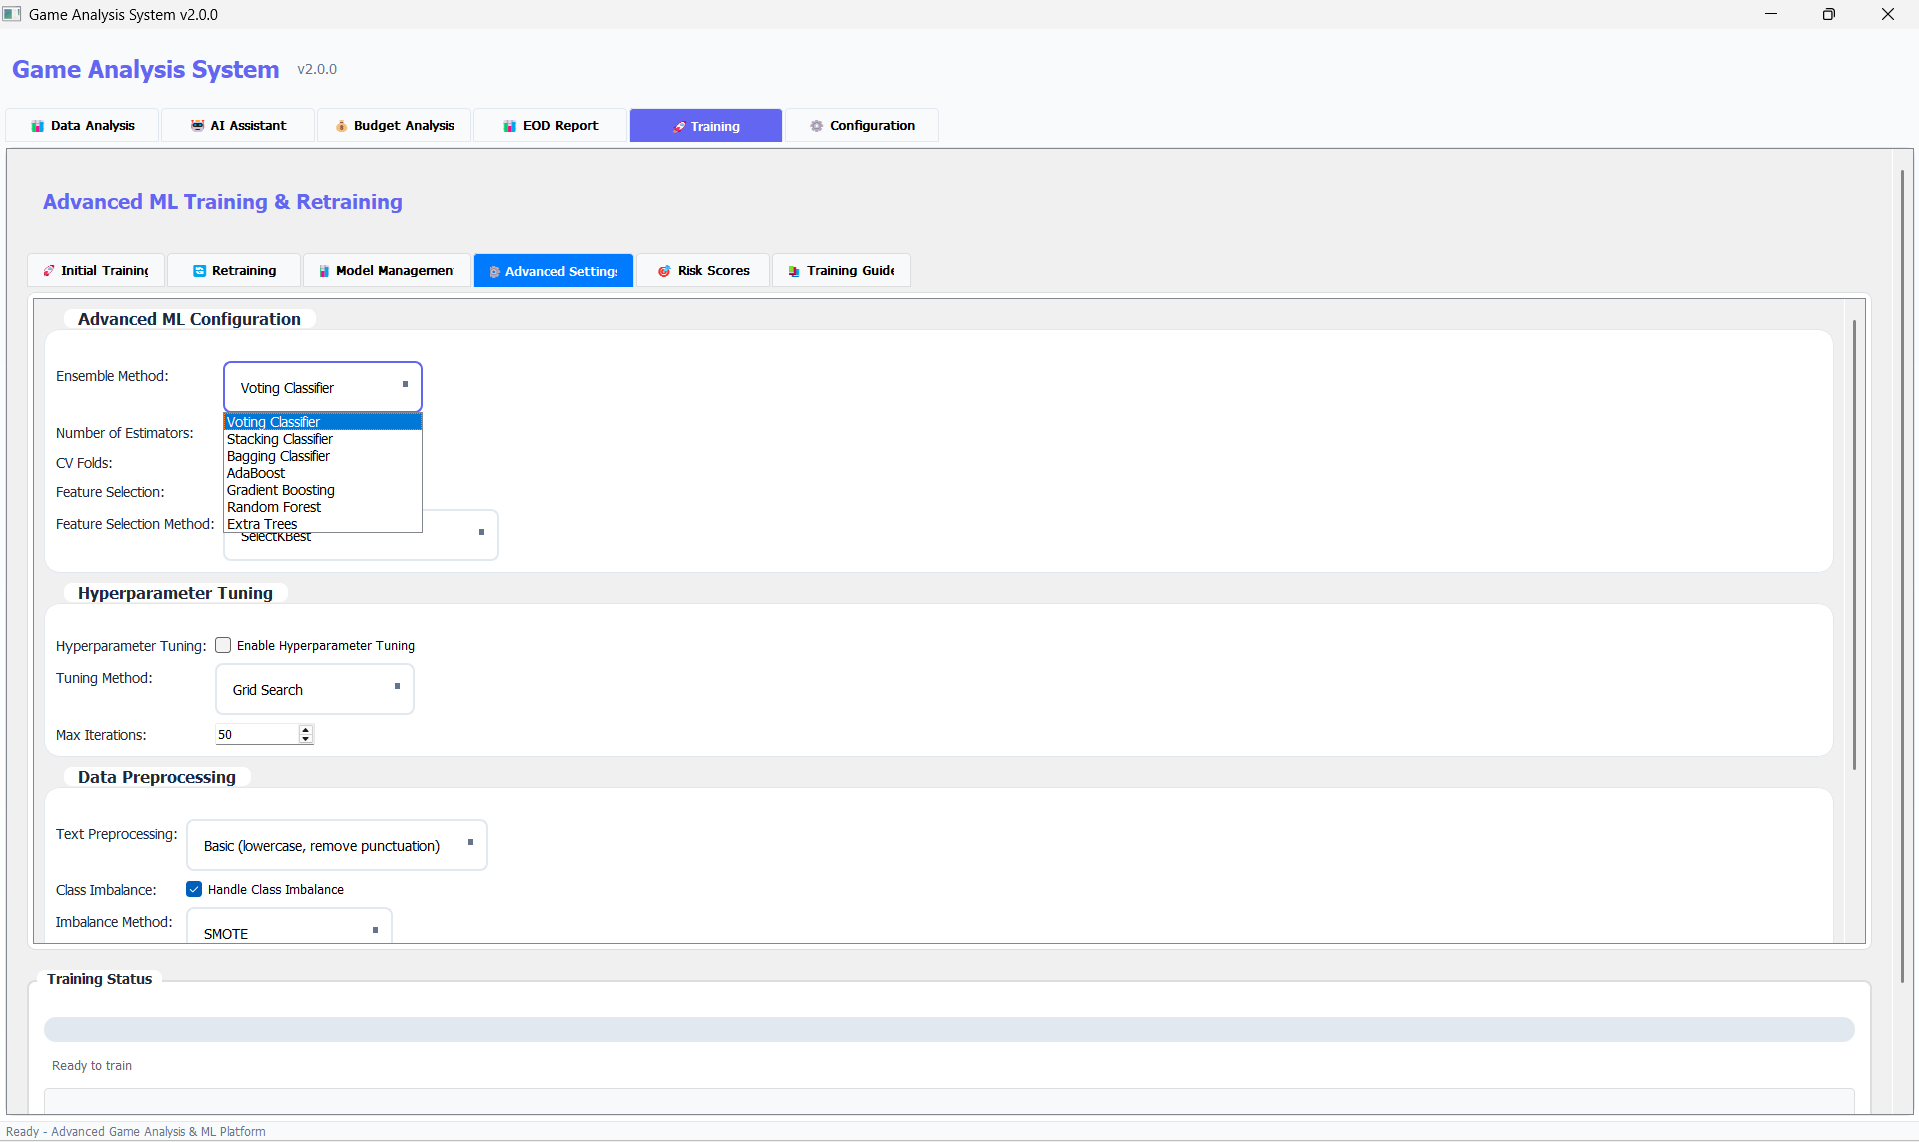 Game Analysis System v2.0.0
Game Analysis System v2.0.0
Data Analysis AI Assistant Budget Analysis EOD Report Training Configuration
Advanced ML Training & Retraining
Initial Training Retraining Model Managemen Advanced Setting Risk Scores Training Guide
Advanced ML Configuration
Ensemble Method: Voting Classifier
Voting Classifier
Number of Estimators: Stacking Classifier
Bagging Classifier
CV Folds: AdaBoost
Feature Selection: Gradient Boosting
Random Forest
Feature Selection Method: Extra Trees
SelectKBest
Hyperparameter Tuning
Hyperparameter Tuning: Enable Hyperparameter Tuning
Tuning Method: Grid Search
Max Iterations: 50
Data Preprocessing
Text Preprocessing: Basic (lowercase, remove punctuation)
Class Imbalance: Handle Class Imbalance
Imbalance Method: SMOTE
Training Status
Ready to train
Ready - Advanced Game Analysis & ML Platform